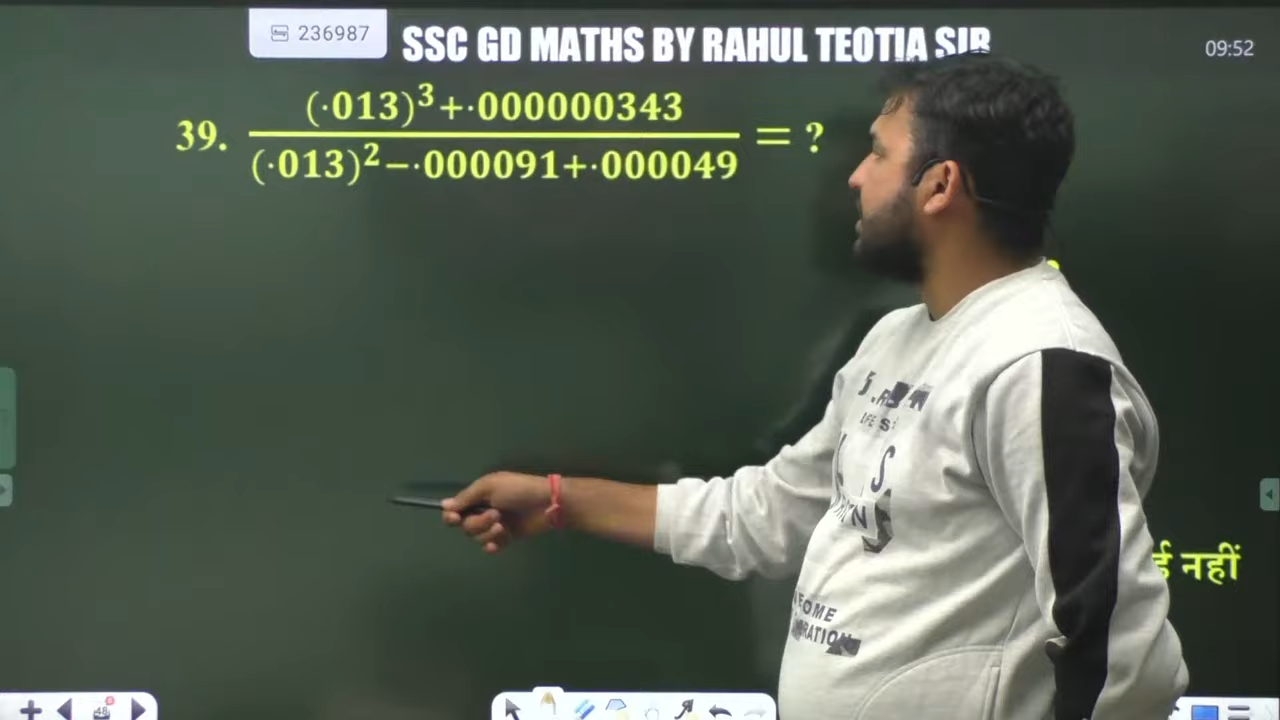 236987
SSC GD MATHS BY RAHUL TEOTIA SIR
09:52
39. (·013)³+·000000343
(·013)²−·000091+·000049 = ?
नहीं
48